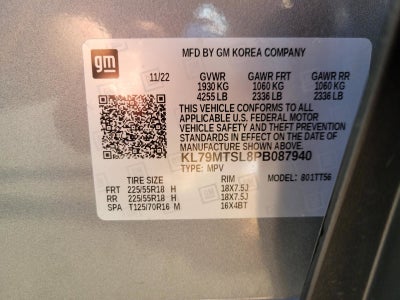 gm
MFD BY GM KOREA COMPANY
11/22 GVWR GAWR FRT GAWR RR
1930 KG 1060 KG 1060 KG
4255 LB 2336 LB 2336 LB
THIS VEHICLE CONFORMS TO ALL
APPLICABLE U.S. FEDERAL MOTOR
VEHICLE SAFETY AND THEFT PREVENTION
STANDARDS IN EFFECT ON THE DATE OF
MANUFACTURE SHOWN ABOVE.
KL79MTSL8PB087940
TYPE: MPV MODEL: 801TT56
TIRE SIZE RIM
FRT 225/55R18 H 18X7.5J
RR 225/55R18 H 18X7.5J
SPA T125/70R16 M 16X4BT